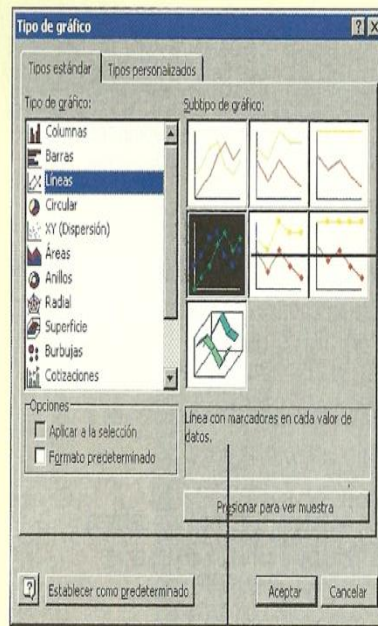 Tipo de gráfico
Tipos estándar
Tipos personalizados
Tipo de gráfico:
Columnas
Barras
Líneas
Circular
XY (Dispersión)
Áreas
Anillos
Radial
Superficie
Burbujas
Cotizaciones
Subtipo de gráfico:
Opciones
Aplicar a la selección
Formato predeterminado
Línea con marcadores en cada valor de
datos.
Presionar para ver muestra
Establecer como predeterminado
Aceptar
Cancelar